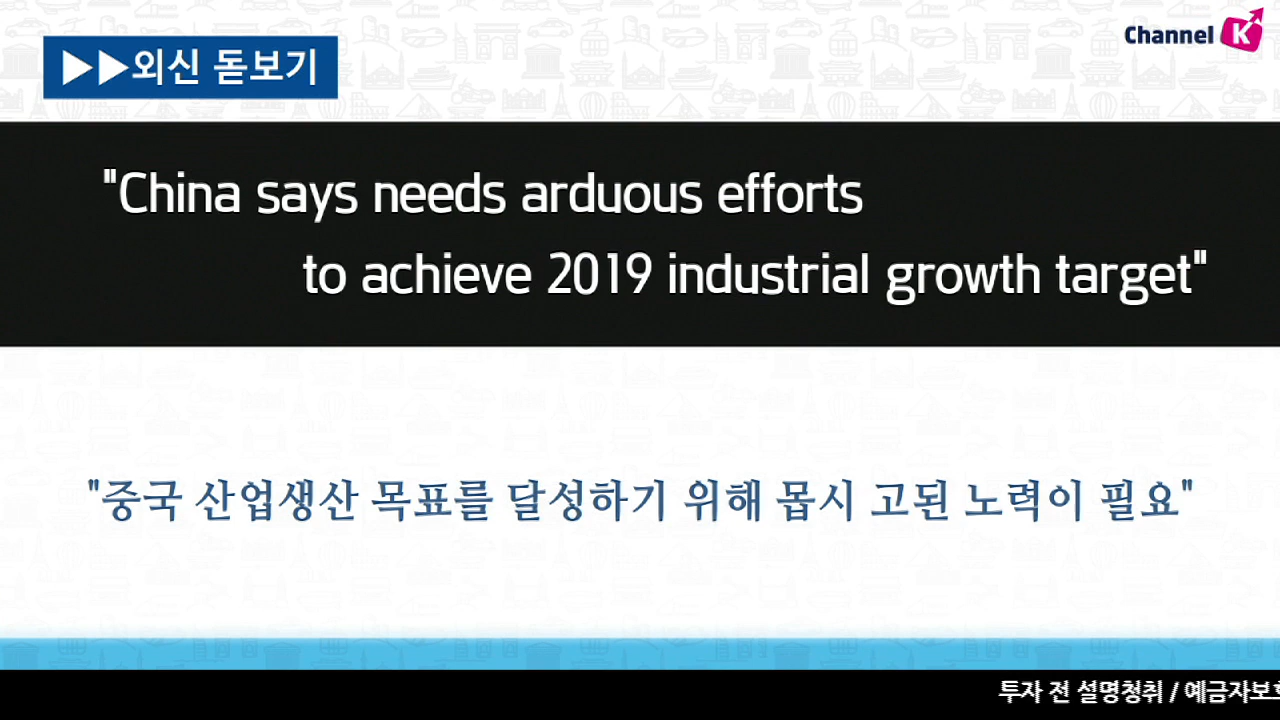 ▶▶외신 돋보기
Channel K
"China says needs arduous efforts
to achieve 2019 industrial growth target"
"중국 산업생산 목표를 달성하기 위해 몹시 고된 노력이 필요"
투자 전 설명청취 / 예금자보